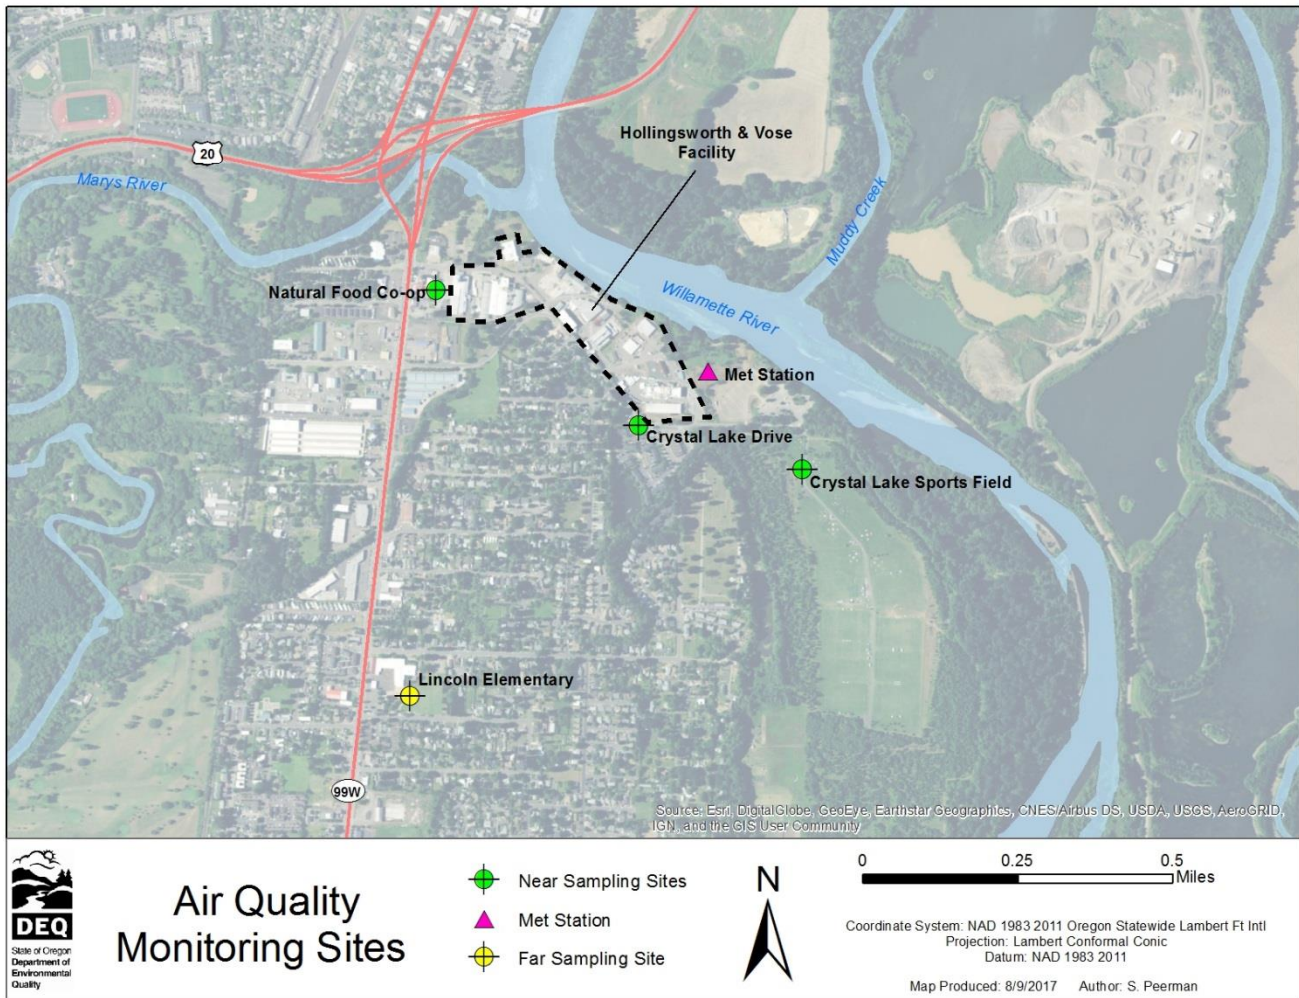 20
Marys River
Hollingsworth & Vose
Facility
Muddy Creek
Natural Food Co-op
Willamette River
Met Station
Crystal Lake Drive
Crystal Lake Sports Field
Lincoln Elementary
99W
Source: Esri, DigitalGlobe, GeoEye, Earthstar Geographics, CNES/Airbus DS, USDA, USGS, AeroGRID,
IGN, and the GIS User Community
DEQ
State of Oregon
Department of
Environmental
Quality
Air Quality
Monitoring Sites
Near Sampling Sites
Met Station
Far Sampling Site
N
0 0.25 0.5
Miles
Coordinate System: NAD 1983 2011 Oregon Statewide Lambert Ft Intl
Projection: Lambert Conformal Conic
Datum: NAD 1983 2011
Map Produced: 8/9/2017 Author: S. Peerman